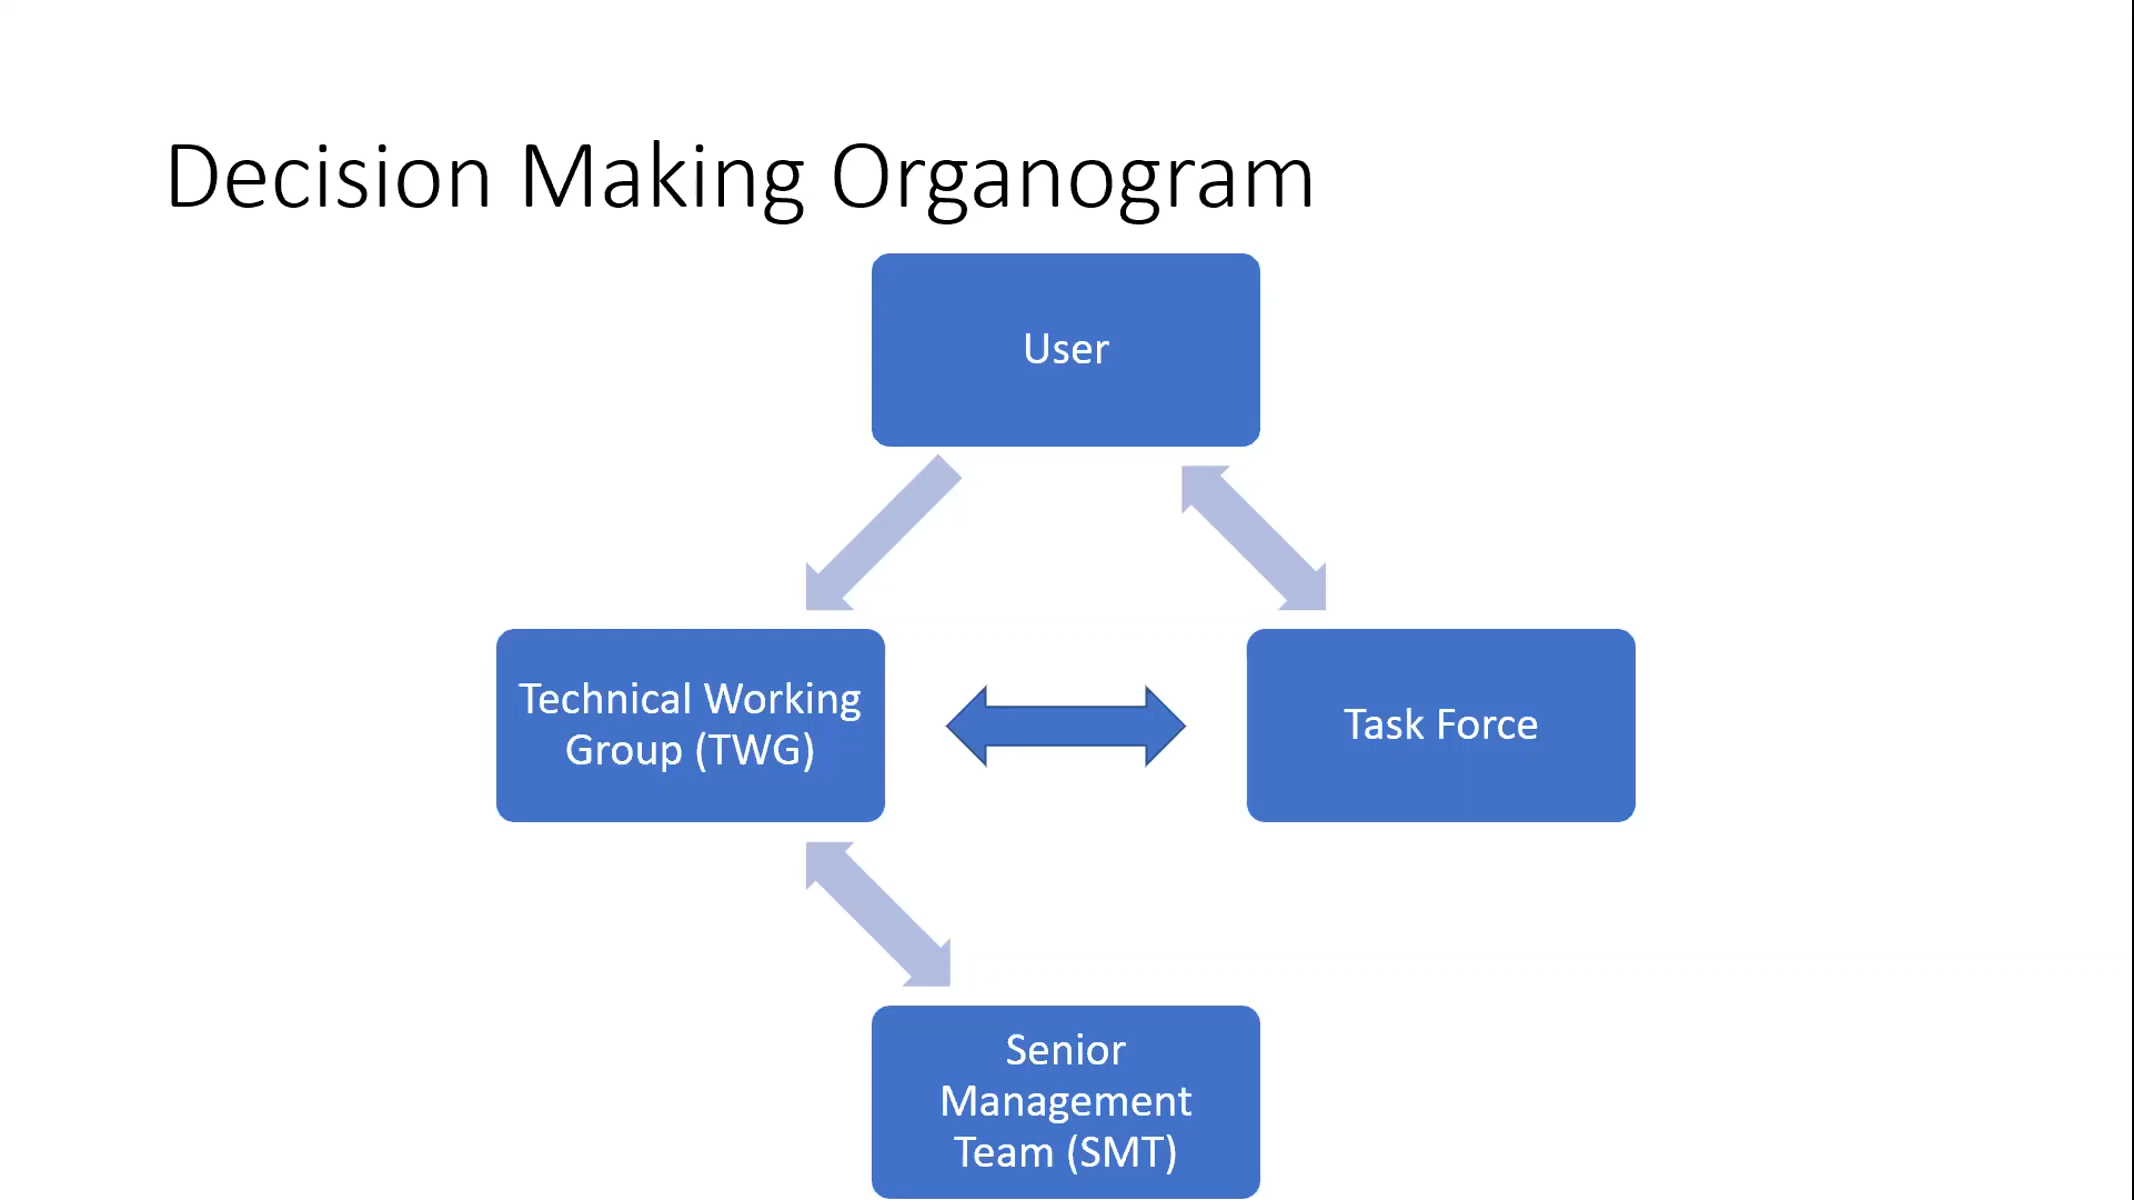 Decision Making Organogram
User
Technical Working
Group (TWG)
Task Force
Senior
Management
Team (SMT)